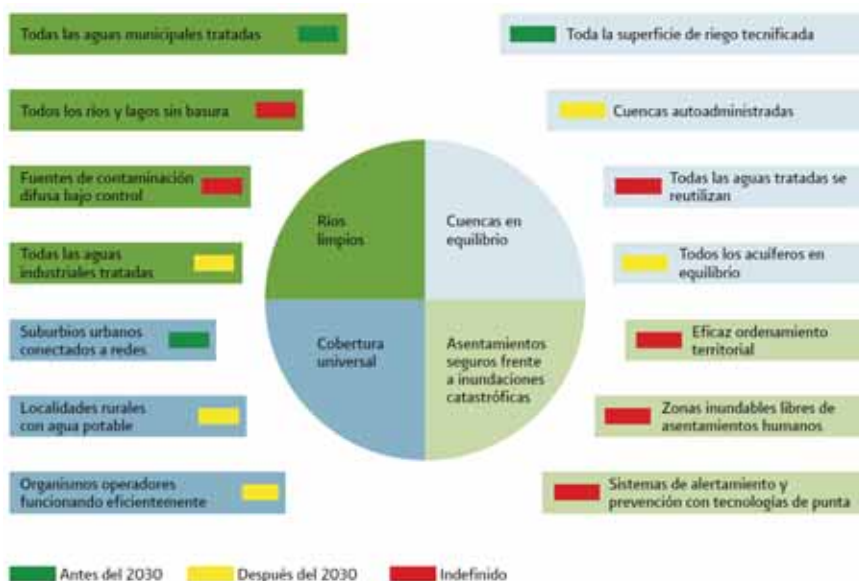 Todas las aguas municipales tratadas
Todos los ríos y lagos sin basura
Fuentes de contaminación
difusa bajo control
Todas las aguas
industriales tratadas
Suburbios urbanos
conectados a redes
Localidades rurales
con agua potable
Organismos operadores
funcionando eficientemente
Ríos
limpios
Cuencas en
equilibrio
Cobertura
universal
Asentamientos
seguros frente
a inundaciones
catastróficas
Toda la superficie de riego tecnificada
Cuencas autoadministradas
Todas las aguas tratadas se
reutilizan
Todos los acuíferos en
equilibrio
Eficaz ordenamiento
territorial
Zonas inundables libres de
asentamientos humanos
Sistemas de alertamiento y
prevención con tecnologías de punta
Antes del 2030
Después del 2030
Indefinido